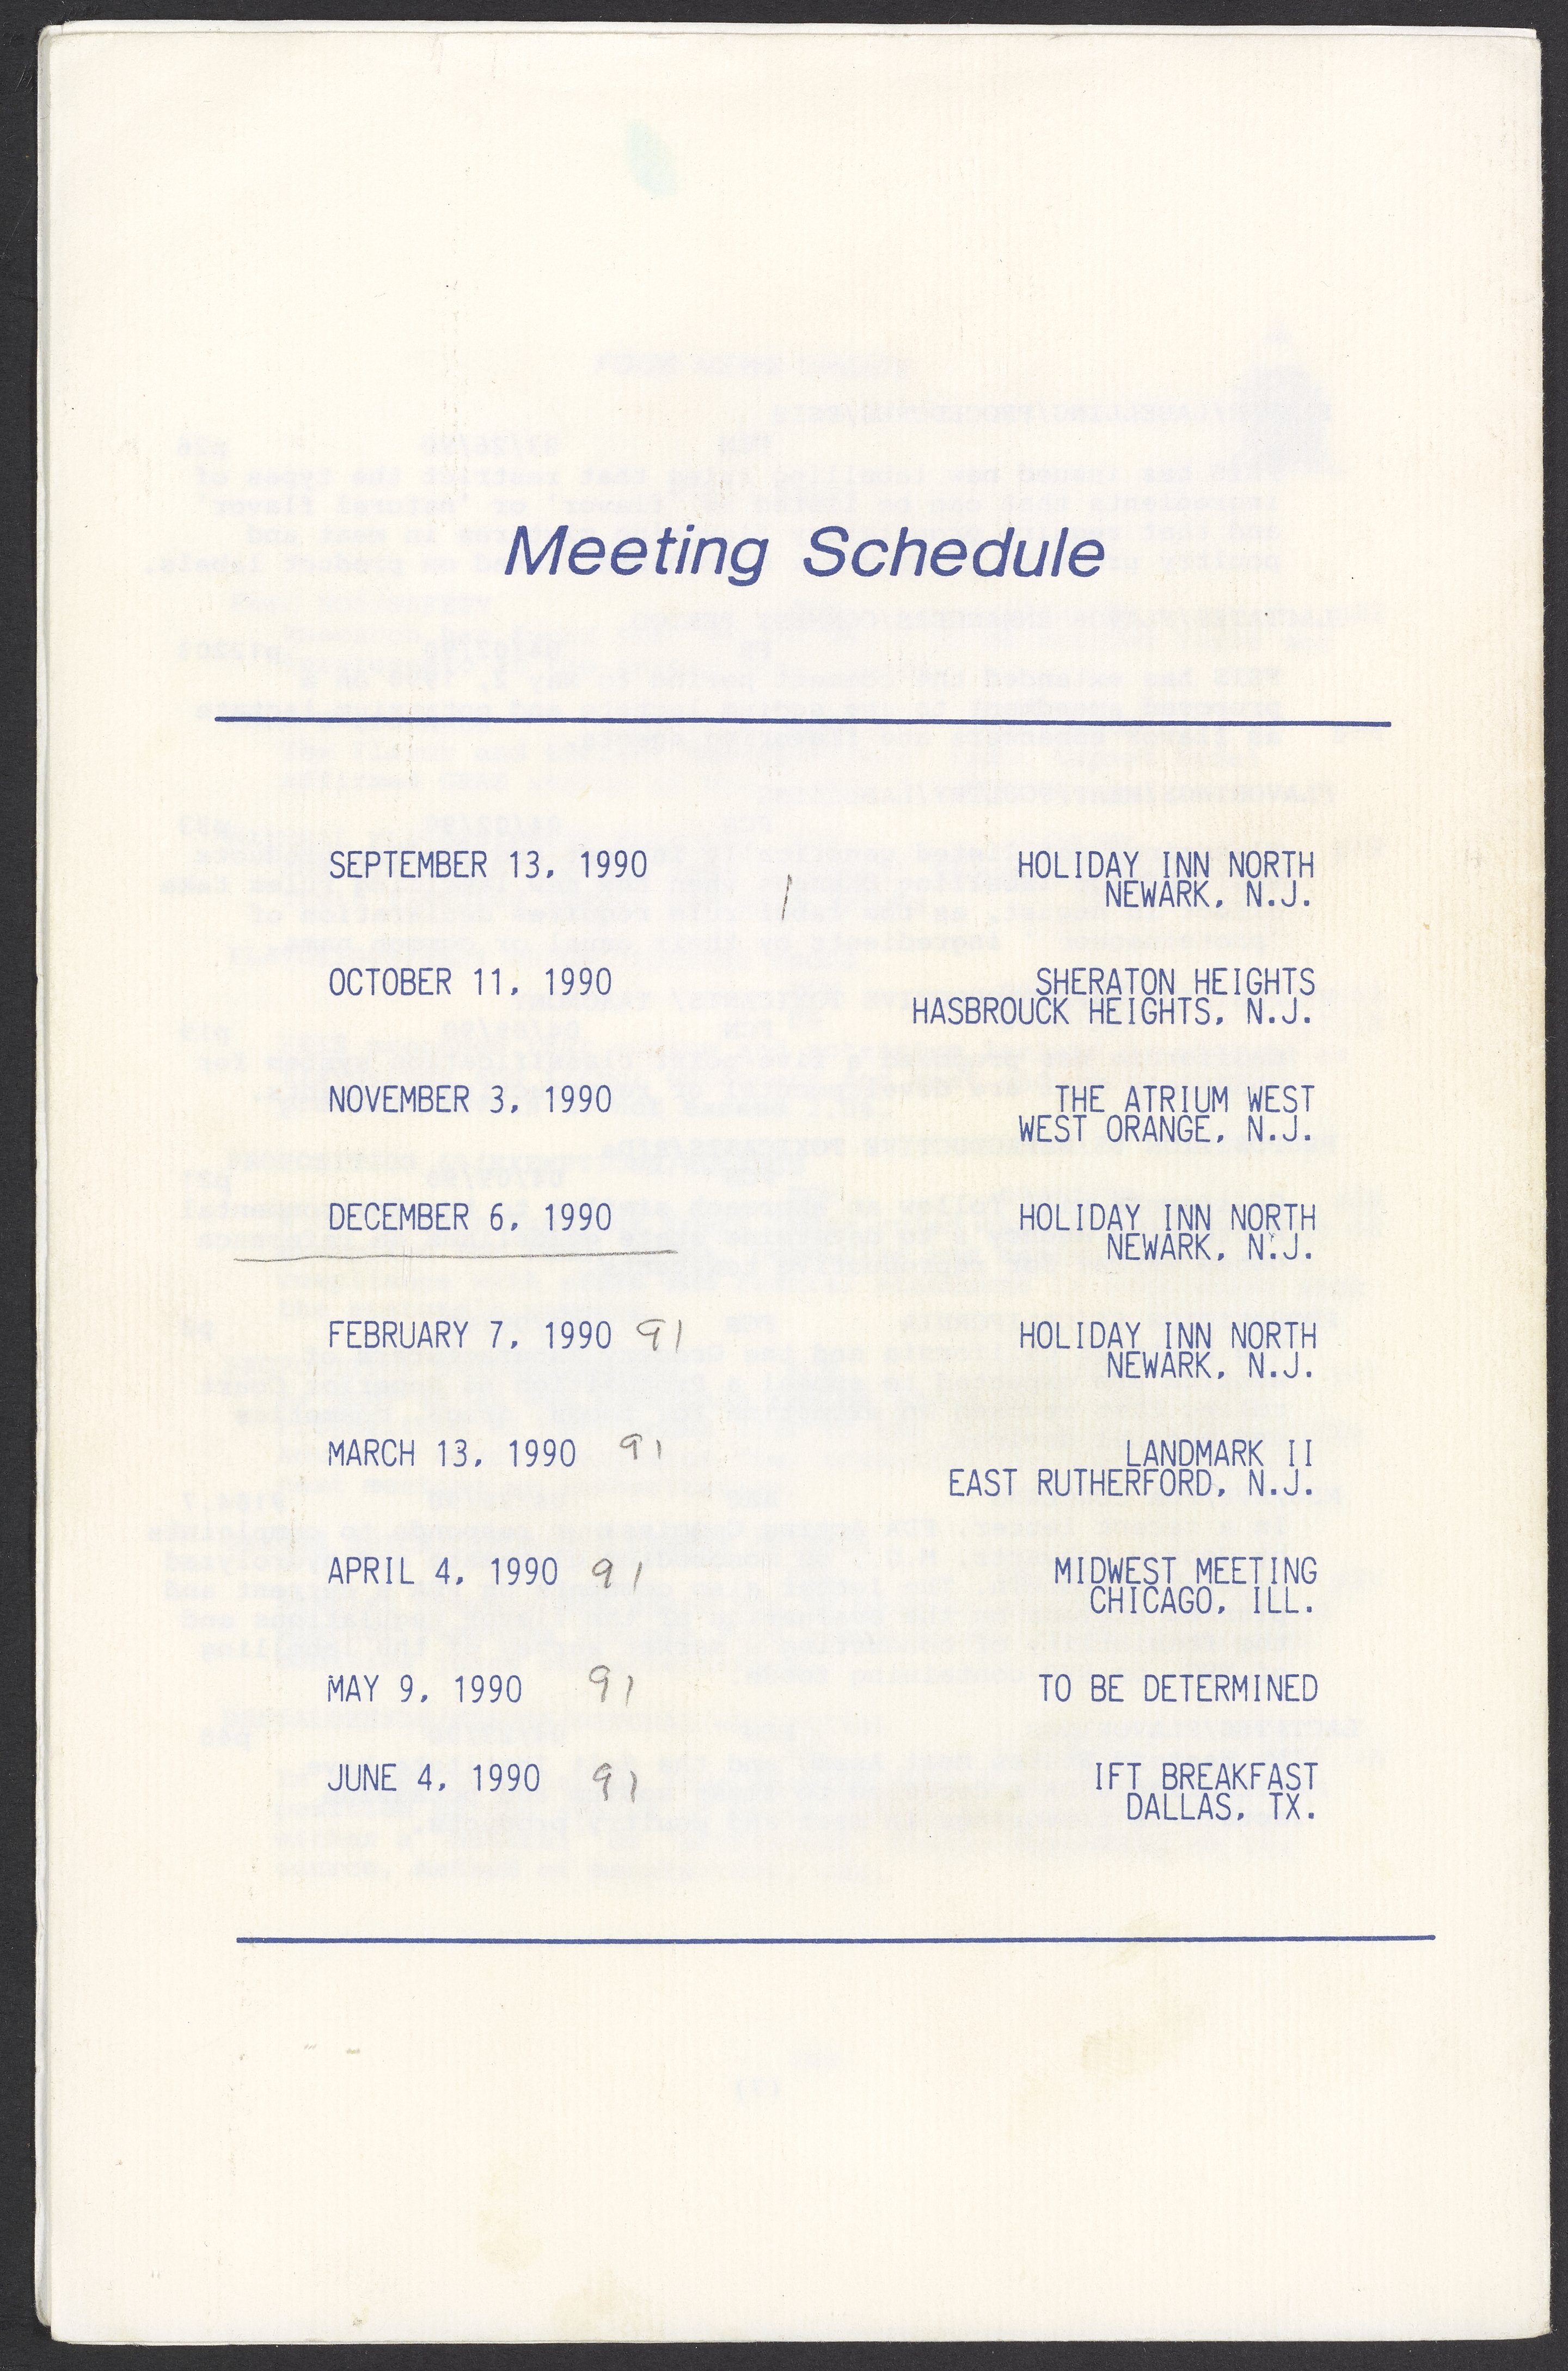 Meeting Schedule
SEPTEMBER 13, 1990 HOLIDAY INN NORTH
NEWARK, N.J.
OCTOBER 11, 1990 SHERATON HEIGHTS
HASBROUCK HEIGHTS, N.J.
NOVEMBER 3, 1990 THE ATRIUM WEST
WEST ORANGE, N.J.
DECEMBER 6, 1990 HOLIDAY INN NORTH
NEWARK, N.J.
FEBRUARY 7, 1990 91 HOLIDAY INN NORTH
NEWARK, N.J.
MARCH 13, 1990 91 LANDMARK II
EAST RUTHERFORD, N.J.
APRIL 4, 1990 91 MIDWEST MEETING
CHICAGO, ILL.
MAY 9, 1990 91 TO BE DETERMINED
JUNE 4, 1990 91 IFT BREAKFAST
DALLAS, TX.